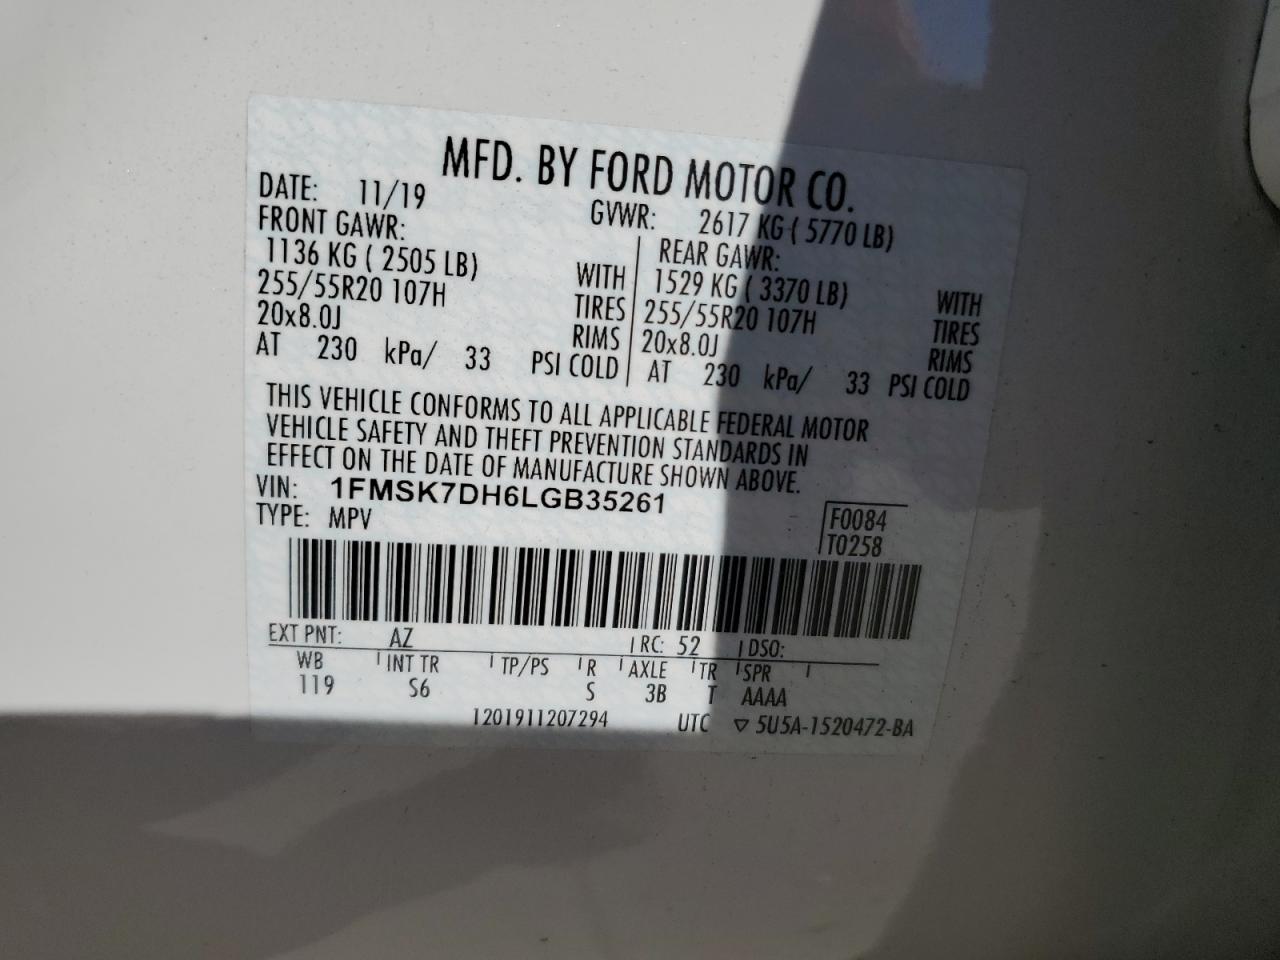 MFD. BY FORD MOTOR CO.
DATE: 11/19 GVWR: 2617 KG ( 5770 LB)
FRONT GAWR: REAR GAWR:
1136 KG ( 2505 LB) WITH 1529 KG ( 3370 LB) WITH
255/55R20 107H TIRES 255/55R20 107H TIRES
20x8.0J RIMS 20x8.0J RIMS
AT 230 kPa/ 33 PSI COLD AT 230 kPa/ 33 PSI COLD
THIS VEHICLE CONFORMS TO ALL APPLICABLE FEDERAL MOTOR
VEHICLE SAFETY AND THEFT PREVENTION STANDARDS IN
EFFECT ON THE DATE OF MANUFACTURE SHOWN ABOVE.
VIN: 1FMSK7DH6LGB35261 F0084
TYPE: MPV T0258
EXT PNT: AZ RC: 52 DSO:
WB INT TR TP/PS R AXLE TR SPR
119 S6 S 3B T AAAA
1201911207294 UTC ▽ 5U5A-1520472-BA